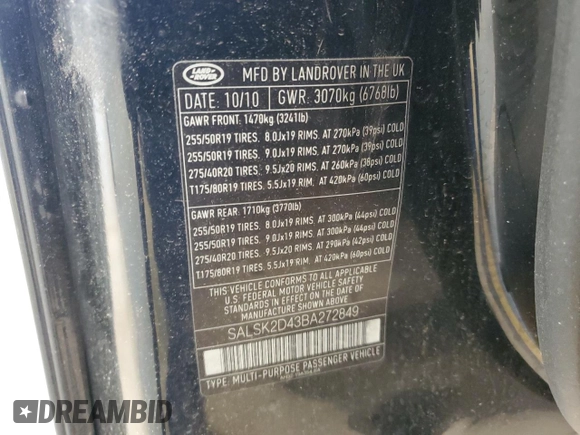 LAND
ROVER
MFD BY LANDROVER IN THE UK
DATE: 10/10 GWR: 3070kg (6768lb)
GAWR FRONT: 1470kg (3241lb)
255/50R19 TIRES. 8.0Jx19 RIMS. AT 270kPa (39psi) COLD
255/50R19 TIRES. 9.0Jx19 RIMS. AT 270kPa (39psi) COLD
275/40R20 TIRES. 9.5Jx20 RIMS. AT 260kPa (38psi) COLD
T175/80R19 TIRES. 5.5Jx19 RIM. AT 420kPa (60psi) COLD
GAWR REAR: 1710kg (3770lb)
255/50R19 TIRES. 8.0Jx19 RIMS. AT 300kPa (44psi) COLD
255/50R19 TIRES. 9.0Jx19 RIMS. AT 300kPa (44psi) COLD
275/40R20 TIRES. 9.5Jx20 RIMS. AT 290kPa (42psi) COLD
T175/80R19 TIRES. 5.5Jx19 RIM. AT 420kPa (60psi) COLD
THIS VEHICLE CONFORMS TO ALL APPLICABLE
U.S. FEDERAL MOTOR VEHICLE SAFETY
STANDARDS IN EFFECT ON THE DATE OF
MANUFACTURE SHOWN ABOVE
SALSK2D43BA272849
TYPE: MULTI-PURPOSE PASSENGER VEHICLE
DREAMBID